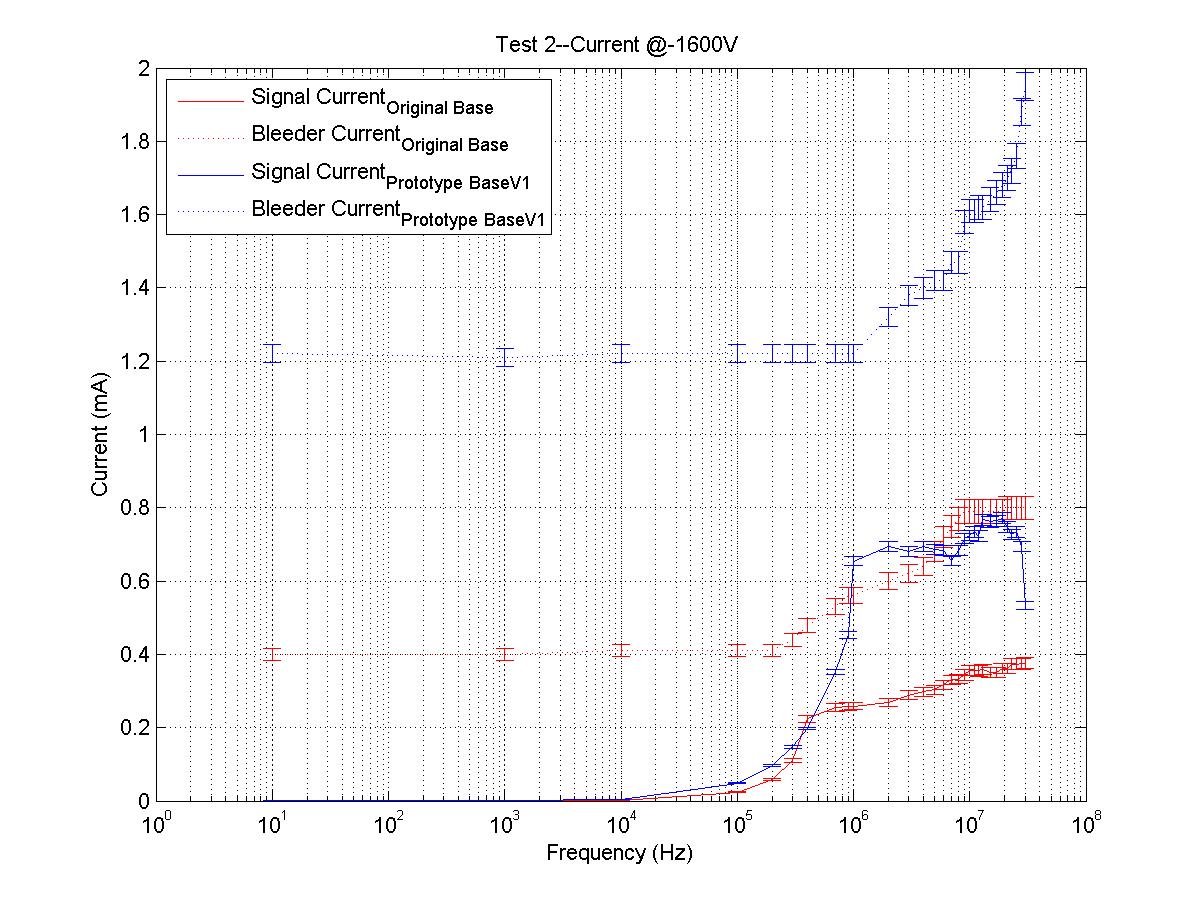 Test 2--Current @-1600V
Signal Current Original Base
Bleeder Current Original Base
Signal Current Prototype BaseV1
Bleeder Current Prototype BaseV1
2
1.8
1.6
1.4
1.2
1
0.8
0.6
0.4
0.2
0
Current (mA)
10^0 10^1 10^2 10^3 10^4 10^5 10^6 10^7 10^8
Frequency (Hz)